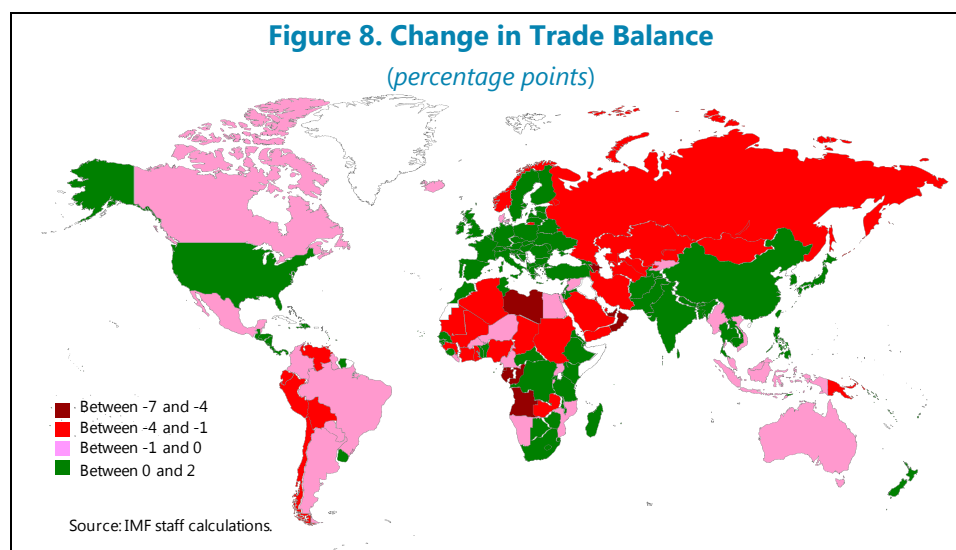 Figure 8. Change in Trade Balance
(percentage points)
Between -7 and -4
Between -4 and -1
Between -1 and 0
Between 0 and 2
Source: IMF staff calculations.